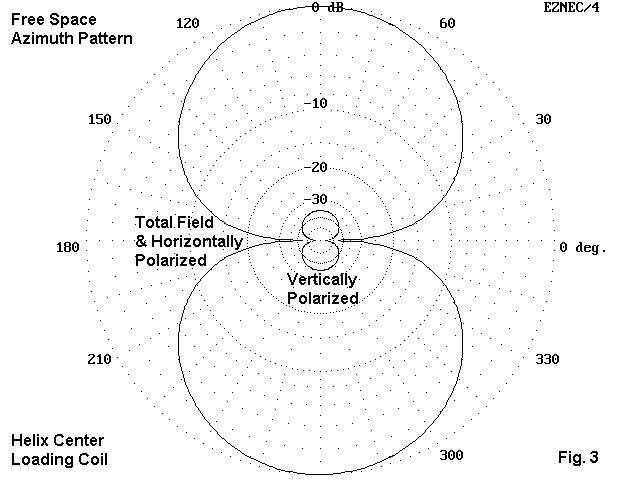 Free Space
Azimuth Pattern
0 dB
EZNEC/4
120
60
-10
150
30
-20
-30
Total Field
& Horizontally
Polarized
180
0 deg.
Vertically
Polarized
210
330
Helix Center
Loading Coil
300
Fig. 3